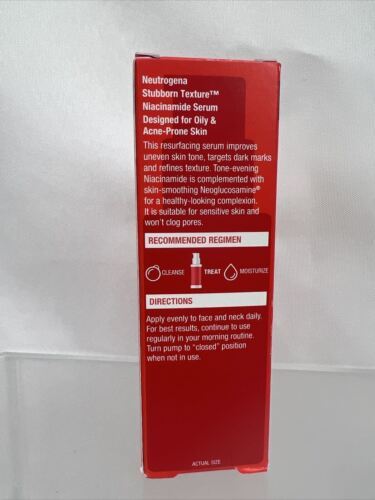 Neutrogena
Stubborn Texture™
Niacinamide Serum
Designed for Oily &
Acne-Prone Skin
This resurfacing serum improves
uneven skin tone, targets dark marks
and refines texture. Tone-evening
Niacinamide is complemented with
skin-smoothing Neoglucosamine®
for a healthy-looking complexion.
It is suitable for sensitive skin and
won't clog pores.
RECOMMENDED REGIMEN
CLEANSE TREAT MOISTURIZE
DIRECTIONS
Apply evenly to face and neck daily.
For best results, continue to use
regularly in your morning routine.
Turn pump to “closed” position
when not in use.
ACTUAL SIZE